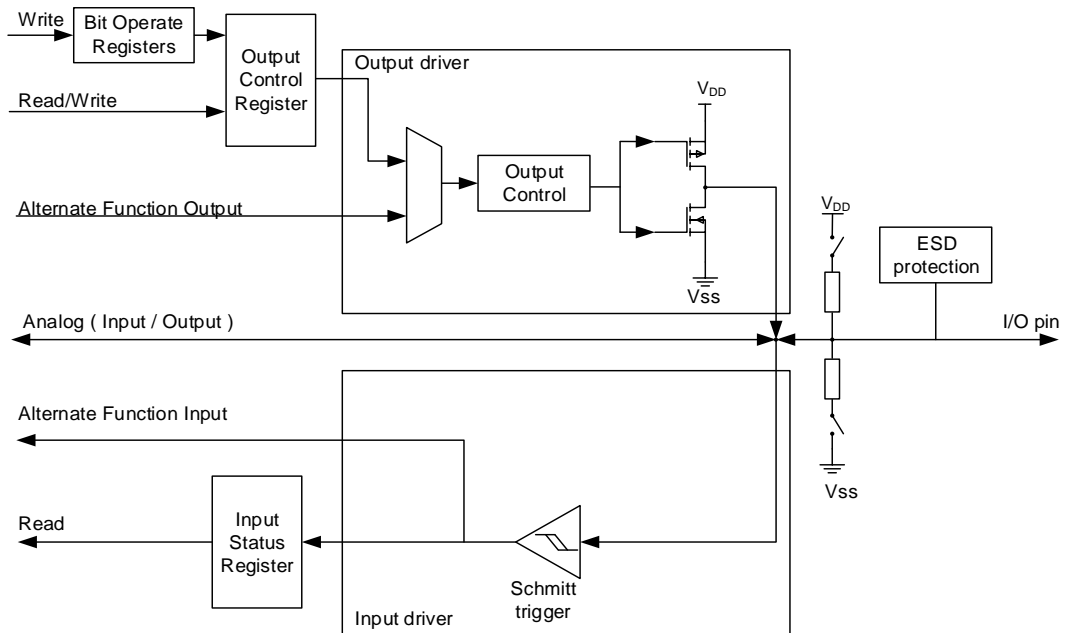 Write
Bit Operate
Registers
Output
Control
Register
Read/Write
Output driver
VDD
Output
Control
Alternate Function Output
Vss
VDD
ESD
protection
Analog ( Input / Output )
I/O pin
Alternate Function Input
Vss
Read
Input
Status
Register
Schmitt
trigger
Input driver